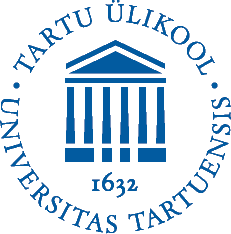 TARTU ÜLIKOOL
1632
UNIVERSITAS TARTUENSIS